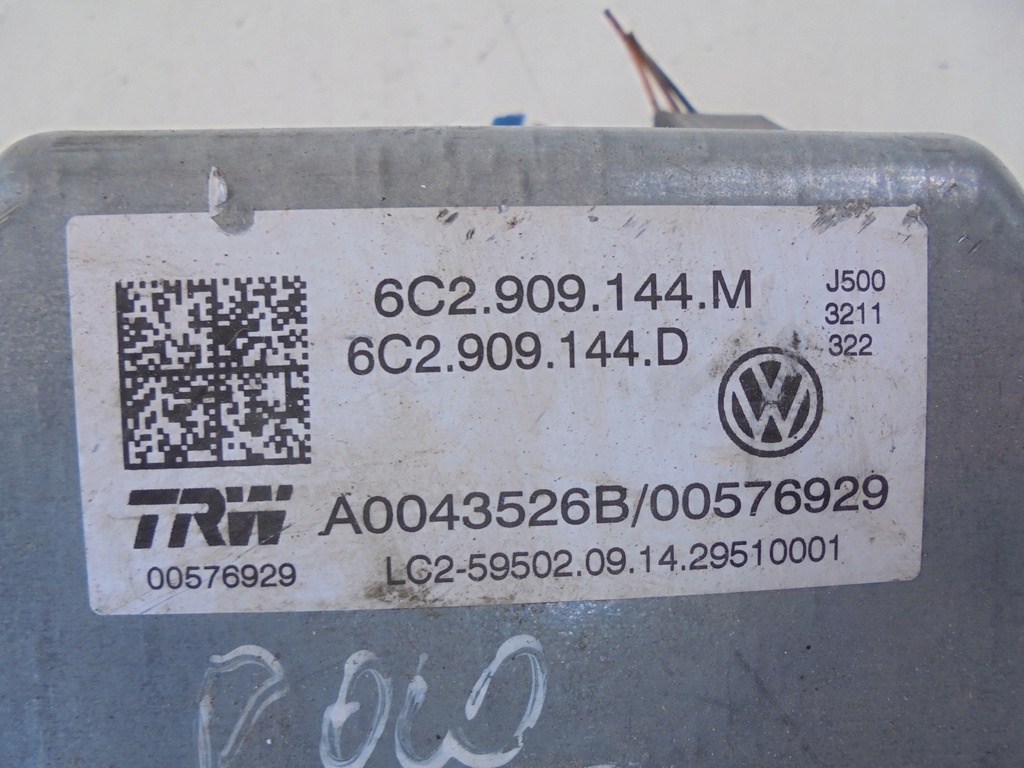 6C2.909.144.M
6C2.909.144.D
J500
3211
322
VW
TRW
A0043526B/00576929
00576929
LC2-59502.09.14.29510001
POLO